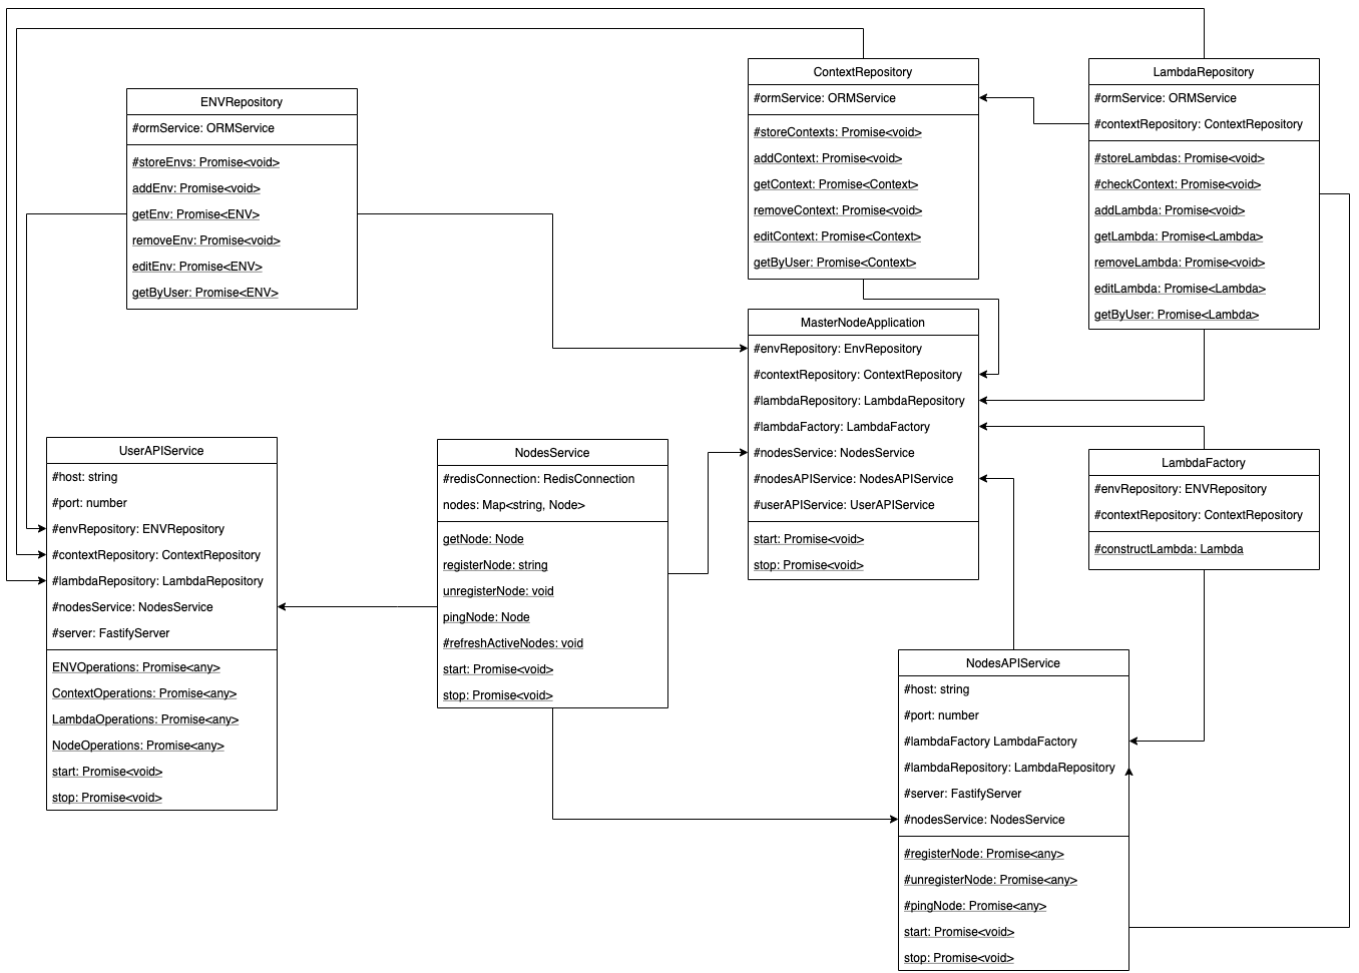 ContextRepository
#ormService: ORMService
#storeContexts: Promise<void>
addContext: Promise<void>
getContext: Promise<Context>
removeContext: Promise<void>
editContext: Promise<Context>
getByUser: Promise<Context>
LambdaRepository
#ormService: ORMService
#contextRepository: ContextRepository
#storeLambdas: Promise<void>
#checkContext: Promise<void>
addLambda: Promise<void>
getLambda: Promise<Lambda>
removeLambda: Promise<void>
editLambda: Promise<Lambda>
getByUser: Promise<Lambda>
ENVRepository
#ormService: ORMService
#storeEnvs: Promise<void>
addEnv: Promise<void>
getEnv: Promise<ENV>
removeEnv: Promise<void>
editEnv: Promise<ENV>
getByUser: Promise<ENV>
MasterNodeApplication
#envRepository: EnvRepository
#contextRepository: ContextRepository
#lambdaRepository: LambdaRepository
#lambdaFactory: LambdaFactory
#nodesService: NodesService
#nodesAPIService: NodesAPIService
#userAPIService: UserAPIService
start: Promise<void>
stop: Promise<void>
UserAPIService
#host: string
#port: number
#envRepository: ENVRepository
#contextRepository: ContextRepository
#lambdaRepository: LambdaRepository
#nodesService: NodesService
#server: FastifyServer
ENVOperations: Promise<any>
ContextOperations: Promise<any>
LambdaOperations: Promise<any>
NodeOperations: Promise<any>
start: Promise<void>
stop: Promise<void>
NodesService
#redisConnection: RedisConnection
nodes: Map<string, Node>
getNode: Node
registerNode: string
unregisterNode: void
pingNode: Node
#refreshActiveNodes: void
start: Promise<void>
stop: Promise<void>
LambdaFactory
#envRepository: ENVRepository
#contextRepository: ContextRepository
#constructLambda: Lambda
NodesAPIService
#host: string
#port: number
#lambdaFactory LambdaFactory
#lambdaRepository: LambdaRepository
#server: FastifyServer
#nodesService: NodesService
#registerNode: Promise<any>
#unregisterNode: Promise<any>
#pingNode: Promise<any>
start: Promise<void>
stop: Promise<void>